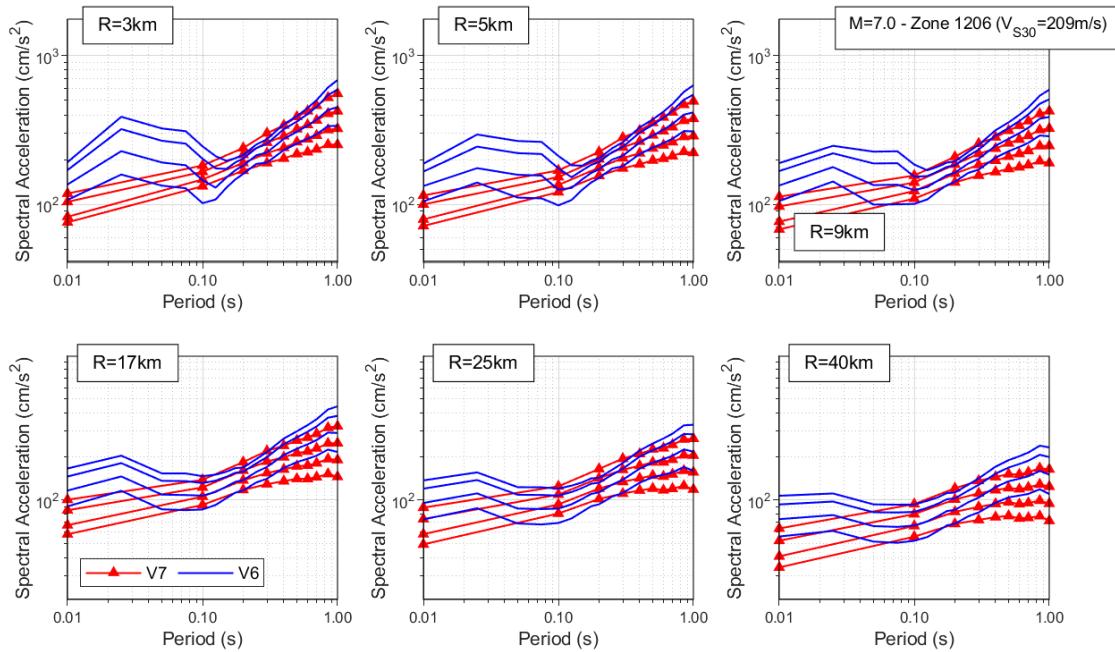 R=3km
R=5km
M=7.0 - Zone 1206 (V_S30=209m/s)
Spectral Acceleration (cm/s²)
10³
10²
0.01
0.10
1.00
Period (s)
Spectral Acceleration (cm/s²)
10³
10²
0.01
0.10
1.00
Period (s)
Spectral Acceleration (cm/s²)
10³
10²
R=9km
0.01
0.10
1.00
Period (s)
R=17km
R=25km
R=40km
Spectral Acceleration (cm/s²)
10²
V7
V6
0.01
0.10
1.00
Period (s)
Spectral Acceleration (cm/s²)
10²
0.01
0.10
1.00
Period (s)
Spectral Acceleration (cm/s²)
10²
0.01
0.10
1.00
Period (s)